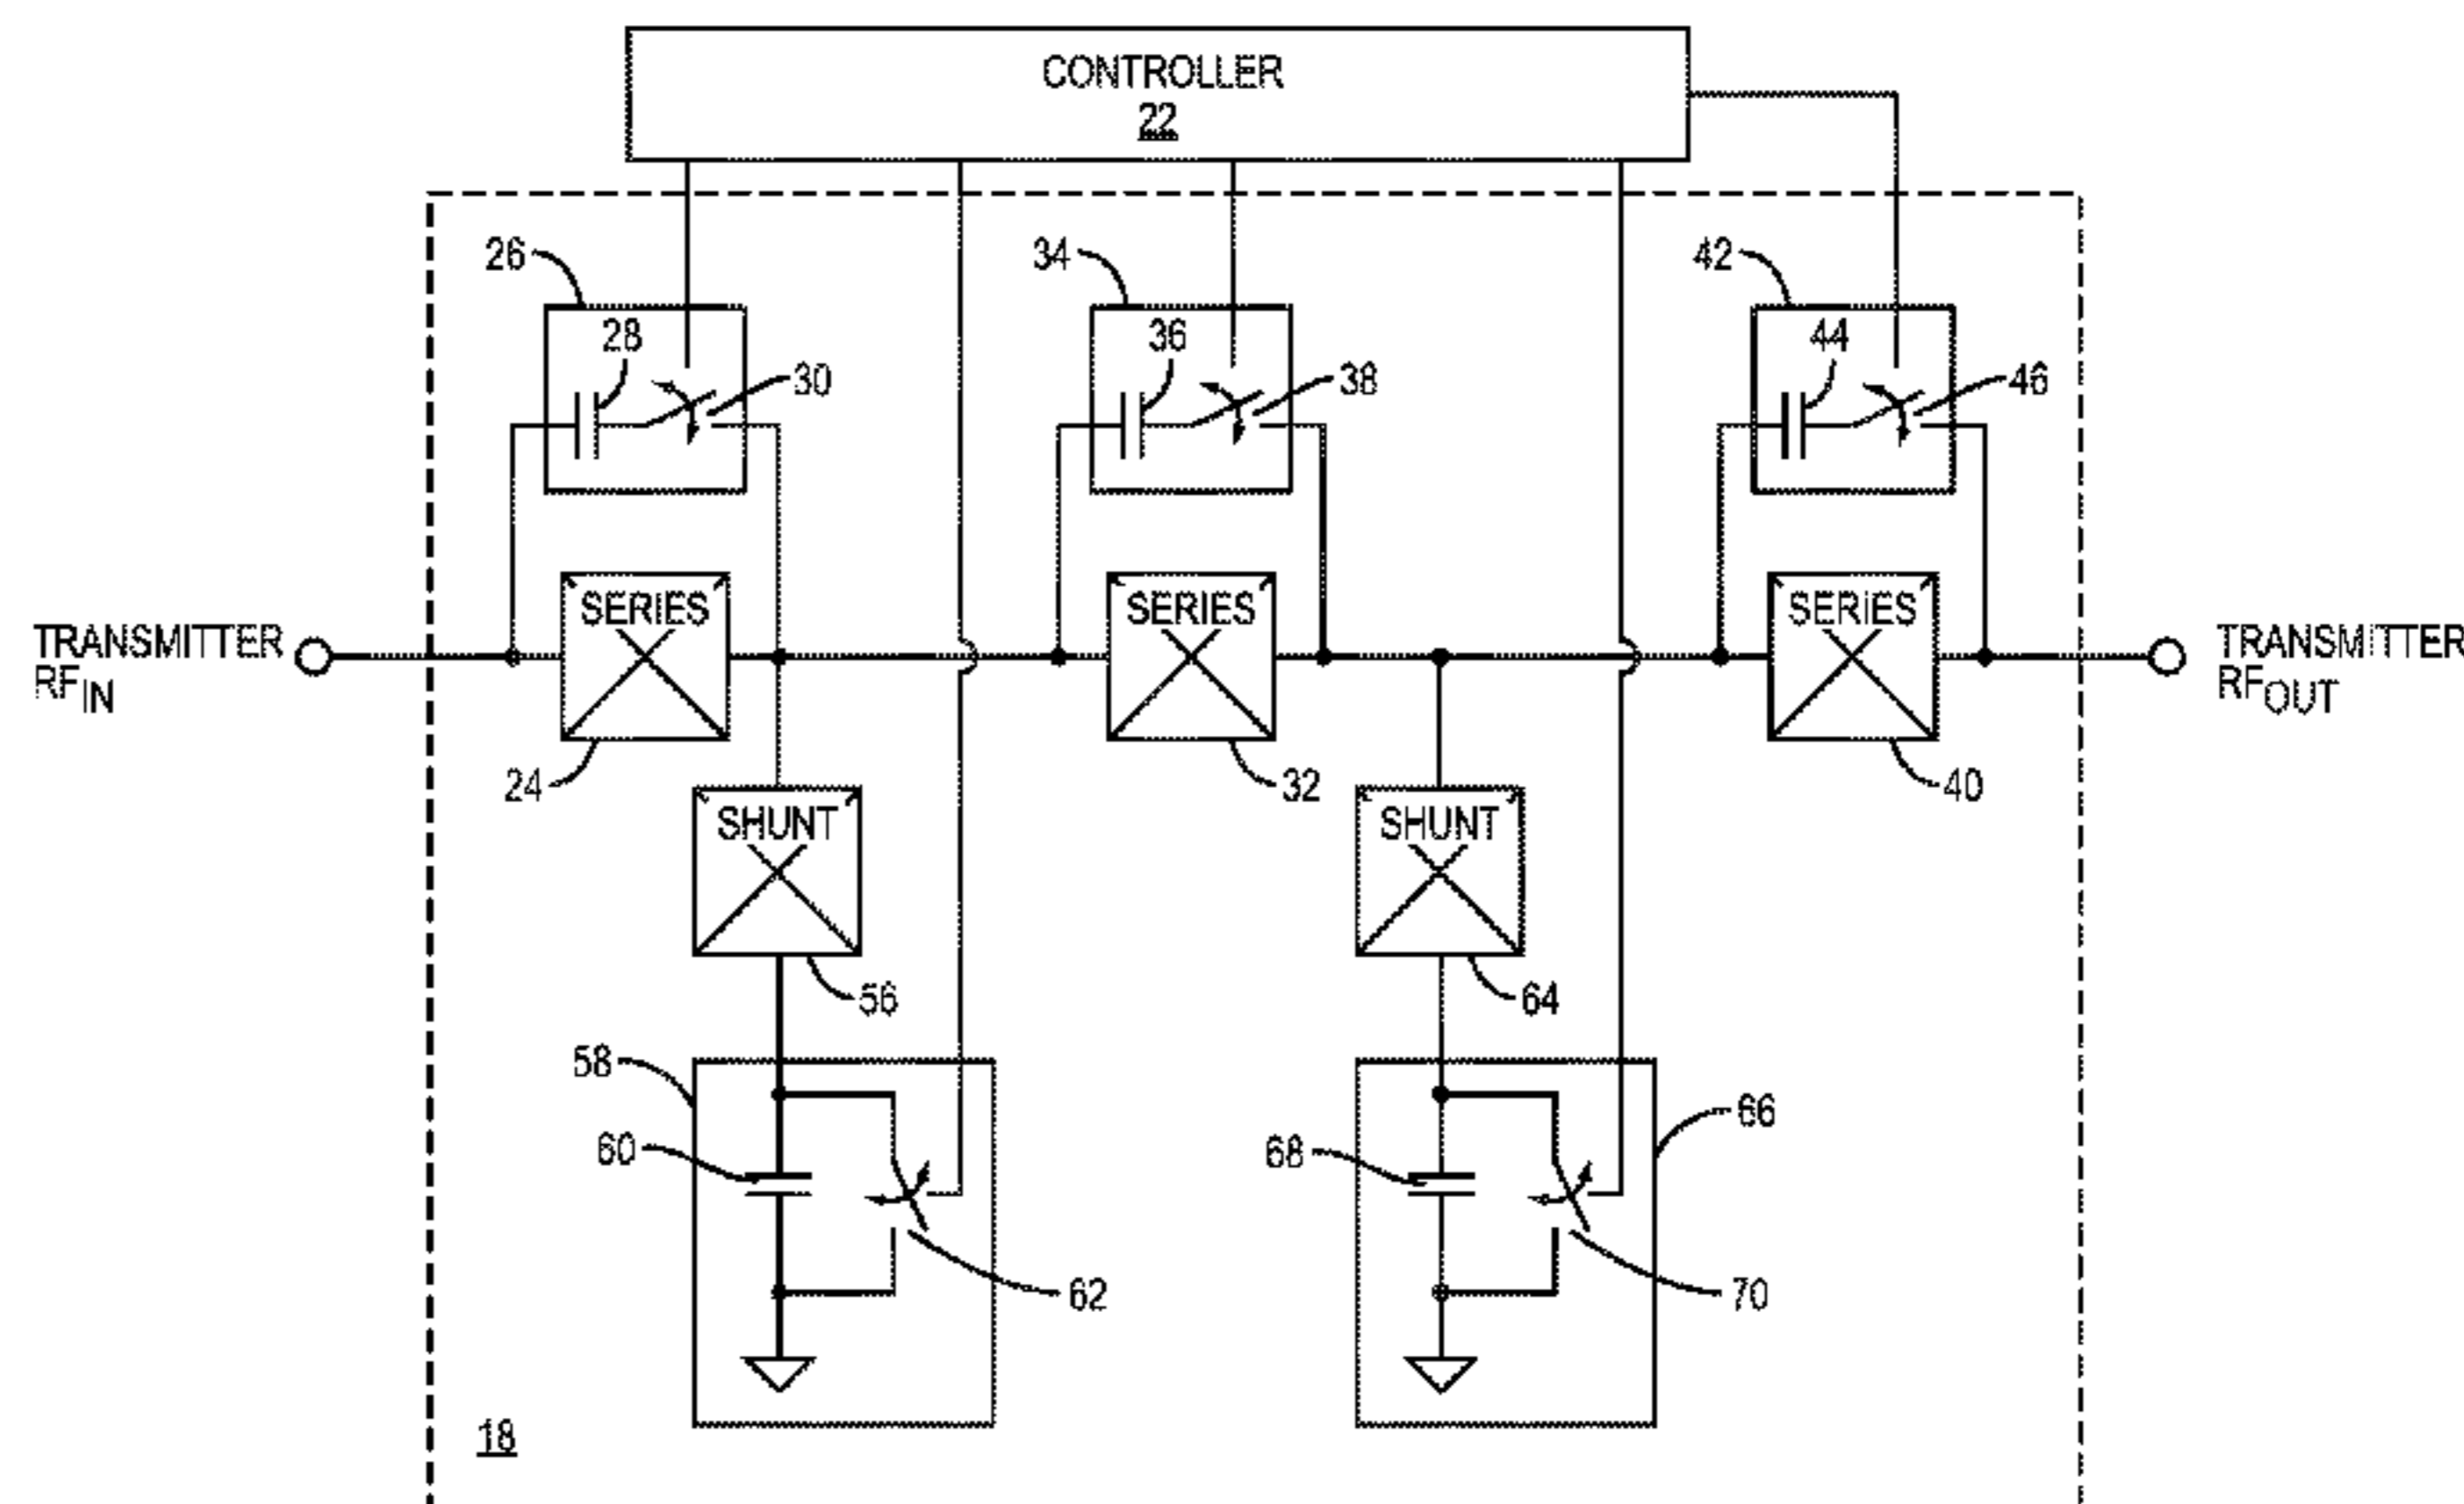 CONTROLLER
22
26
34
42
28
36
44
30
38
46
SERIES
SERIES
SERIES
TRANSMITTER
RFIN
TRANSMITTER
RFOUT
24
32
40
SHUNT
SHUNT
56
64
58
60
68
66
62
70
18